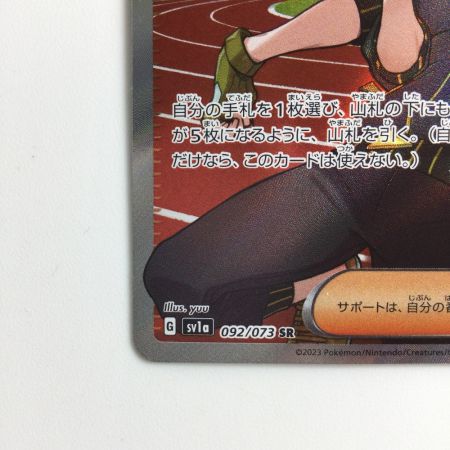 自分の手札を1枚選び、山札の下にも
が5枚になるように、山札を引く。（自
だけなら、このカードは使えない。）
Illus. yuu
サポートは、自分の番
G sv1a 092/073 SR
©2023 Pokémon/Nintendo/Creatures/